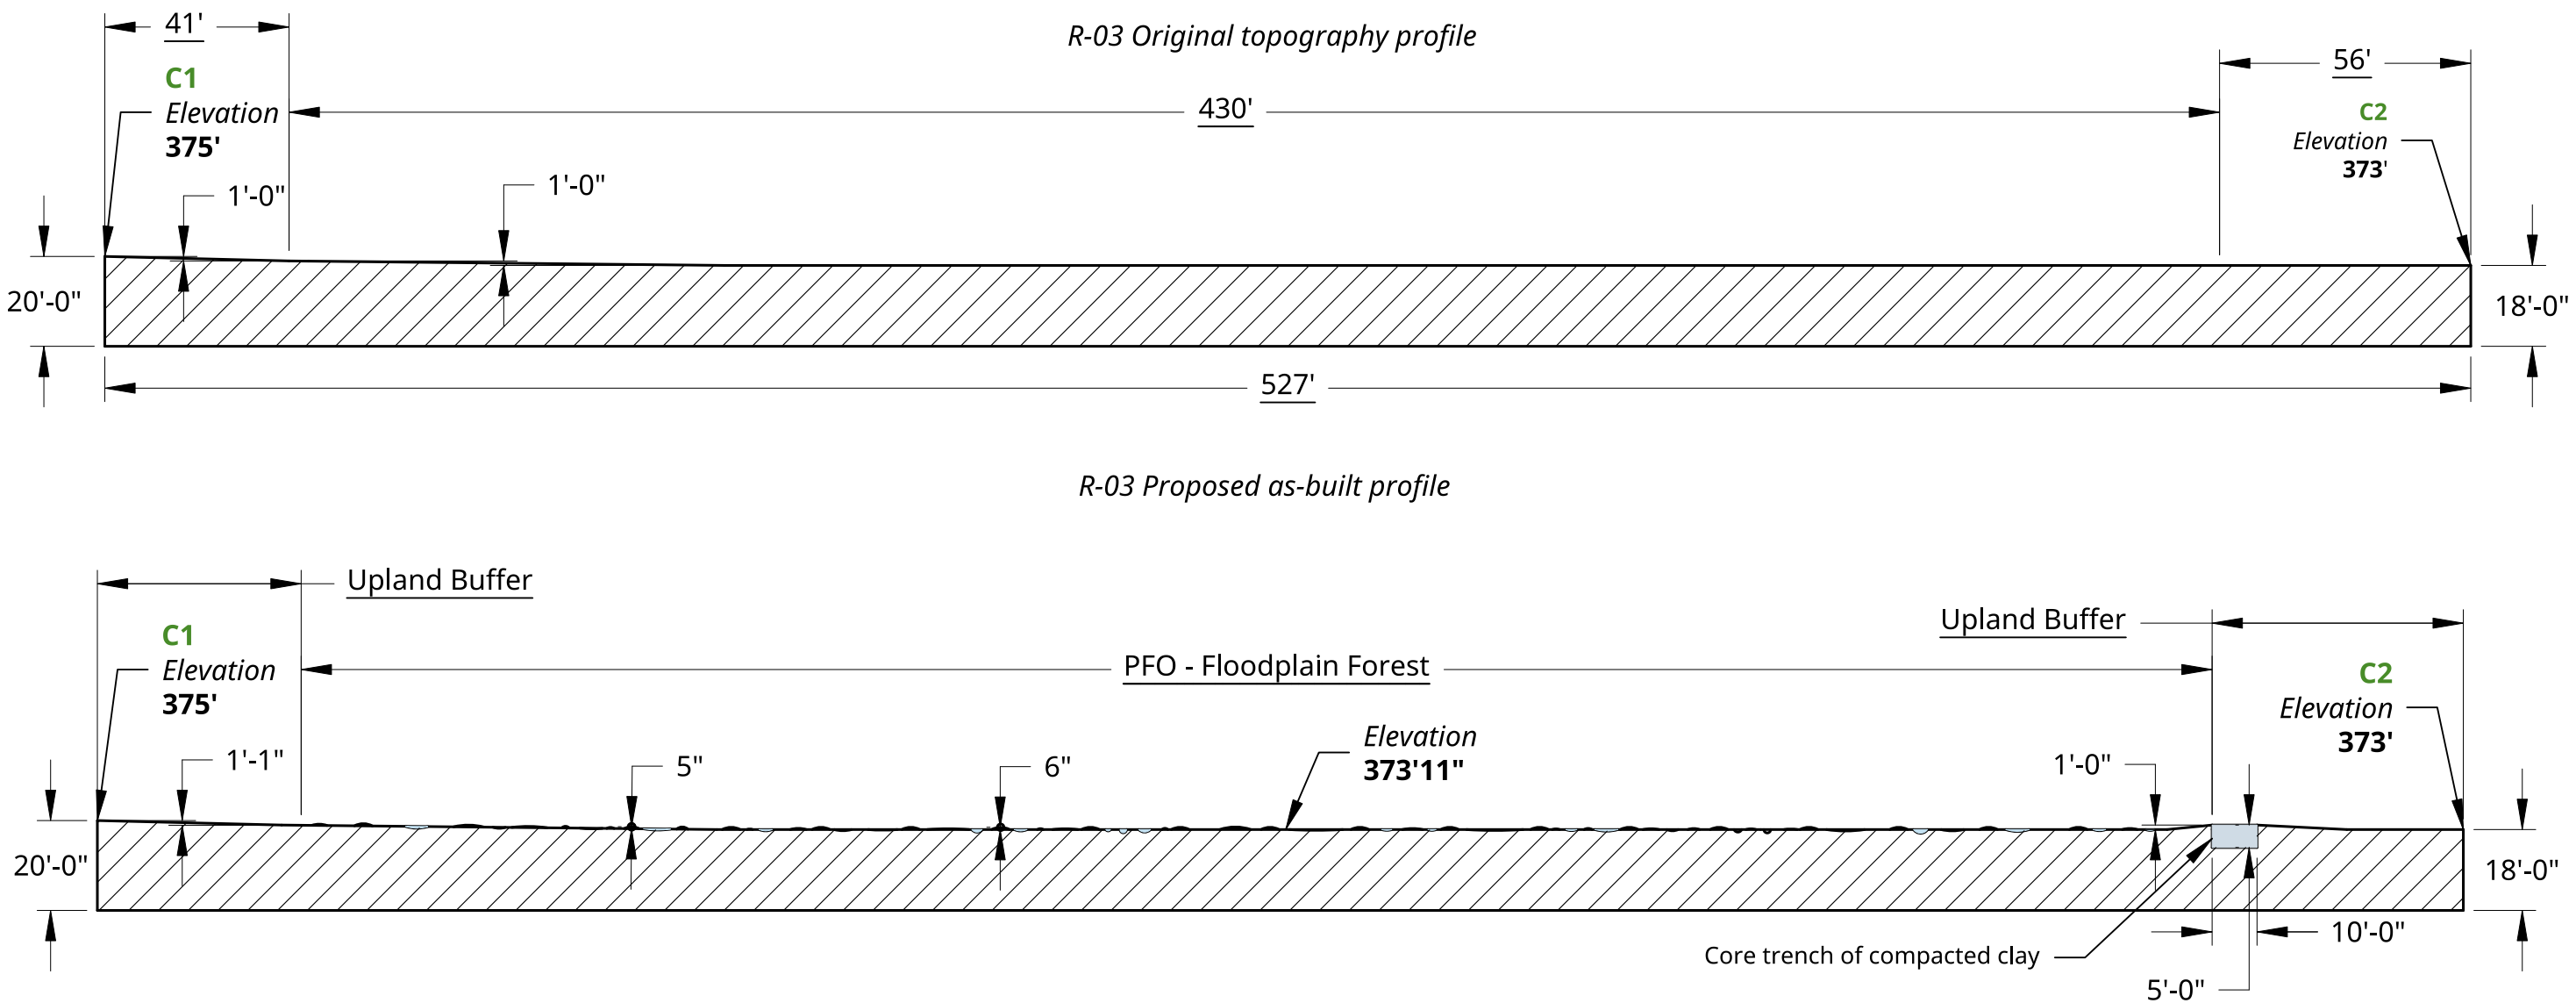 41'
R-03 Original topography profile
56'
C1
Elevation
375'
430'
C2
Elevation
373'
1'-0"
1'-0"
20'-0"
18'-0"
527'
R-03 Proposed as-built profile
Upland Buffer
Upland Buffer
C1
Elevation
375'
PFO - Floodplain Forest
C2
Elevation
373'
1'-1"
5"
6"
Elevation
373'11"
1'-0"
20'-0"
18'-0"
Core trench of compacted clay
10'-0"
5'-0"